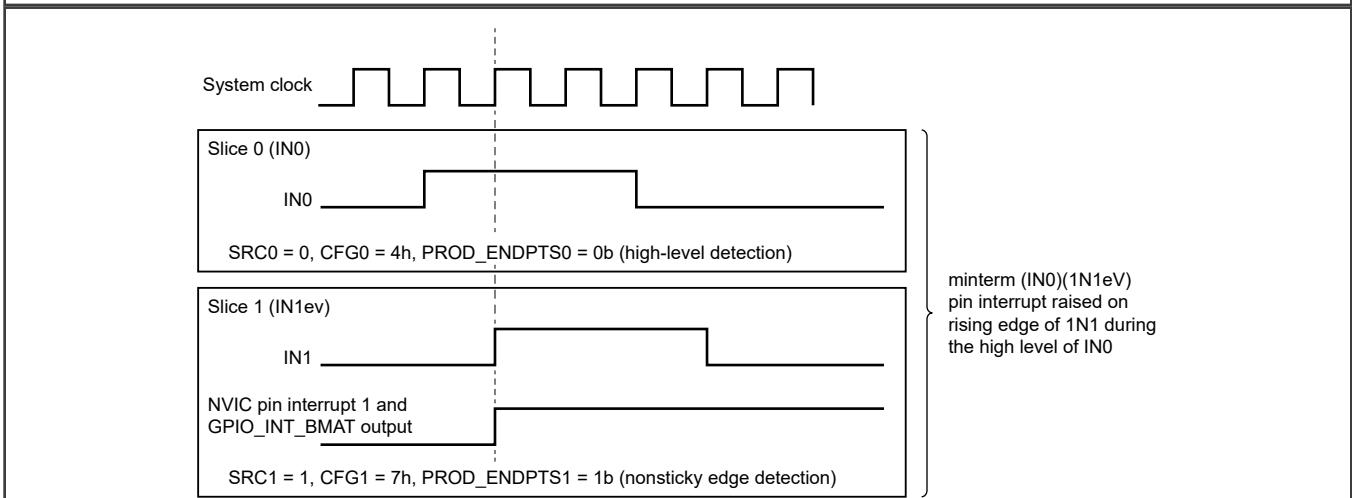 System clock
Slice 0 (IN0)
IN0
SRC0 = 0, CFG0 = 4h, PROD_ENDPTS0 = 0b (high-level detection)
Slice 1 (IN1ev)
IN1
NVIC pin interrupt 1 and
GPIO_INT_BMAT output
SRC1 = 1, CFG1 = 7h, PROD_ENDPTS1 = 1b (nonsticky edge detection)
minterm (IN0)(1N1eV)
pin interrupt raised on
rising edge of 1N1 during
the high level of IN0